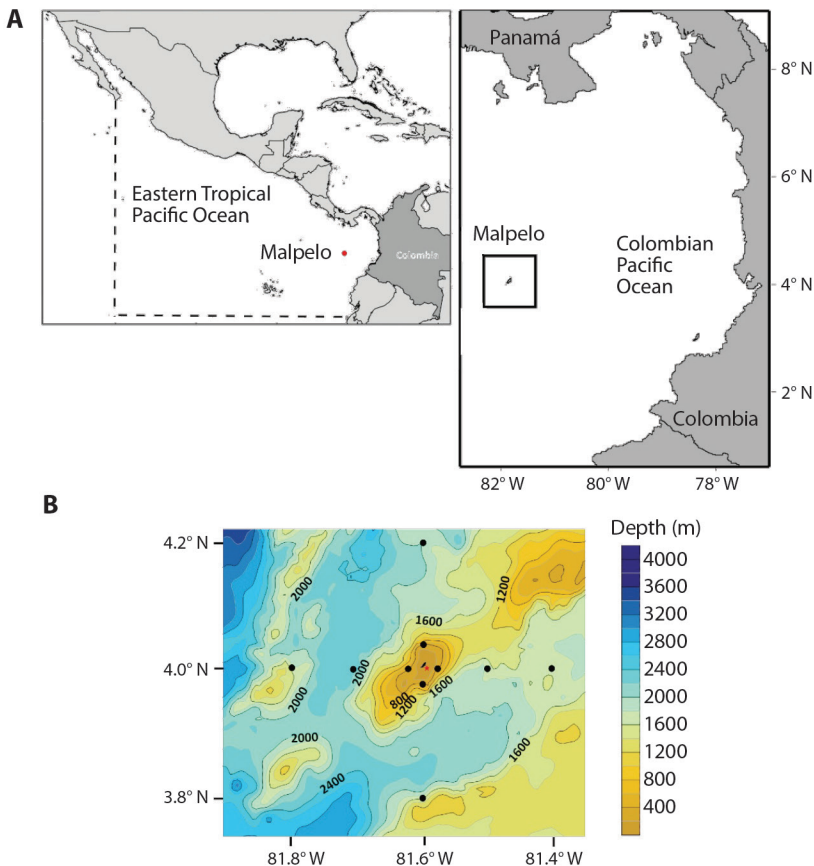 A
Eastern Tropical
Pacific Ocean
Malpelo
Colombia
Panamá
Malpelo
Colombian
Pacific
Ocean
Colombia
8° N
6° N
4° N
2° N
82° W
80° W
78° W
B
4.2° N
4.0° N
3.8° N
81.8° W
81.6° W
81.4° W
2000
1200
1600
2000
2000
800
1200
1600
2000
2400
1600
Depth (m)
4000
3600
3200
2800
2400
2000
1600
1200
800
400